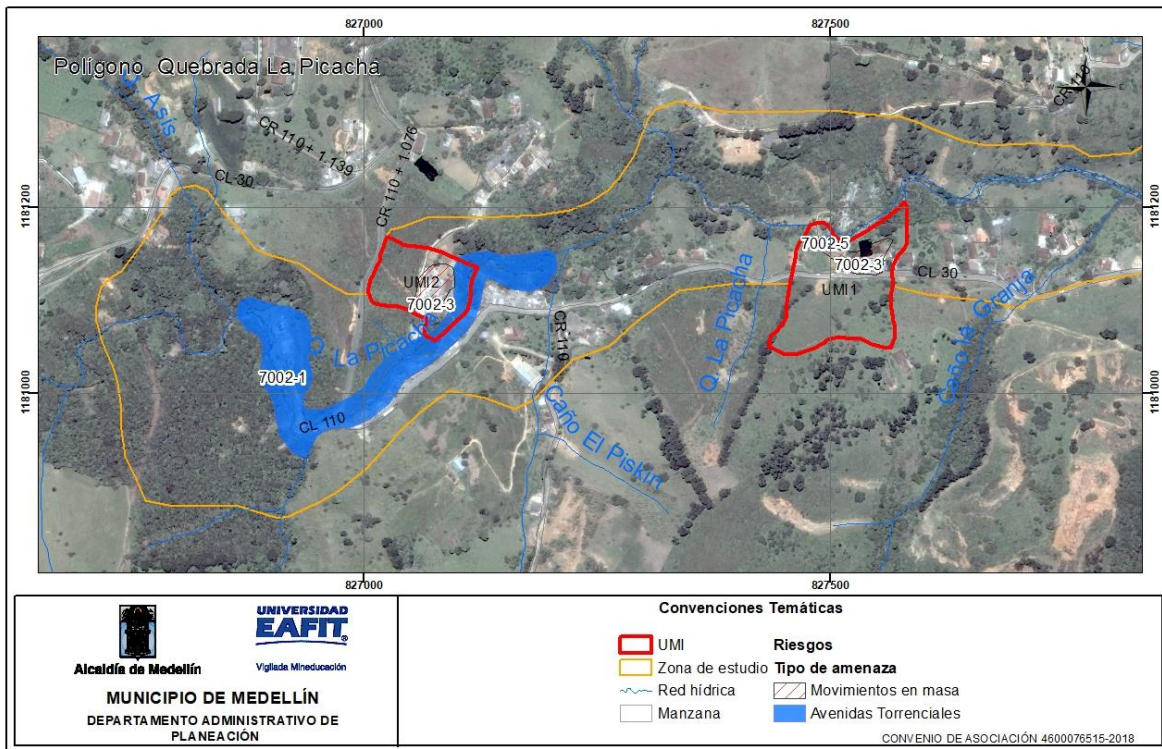 827000
827500
Polígono Quebrada La Picacha
Q. Asis
CR 110 + 1.139
CL 30
CR 110 + 1.076
CR 110
1181200
1181200
7002-5
7002-3
UMI2
7002-3
UMI1
CL 30
Q. La Picacha
Q La Picacha
Caño la Granja
7002-1
CR 110
1181000
1181000
CL 110
Caño El Piskin
827000
827500
Alcaldía de Medellín
UNIVERSIDAD
EAFIT
Vigilada Mineducación
MUNICIPIO DE MEDELLÍN
DEPARTAMENTO ADMINISTRATIVO DE
PLANEACIÓN
Convenciones Temáticas
UMI
Riesgos
Zona de estudio
Tipo de amenaza
Red hídrica
Movimientos en masa
Manzana
Avenidas Torrenciales
CONVENIO DE ASOCIACIÓN 4600076515-2018